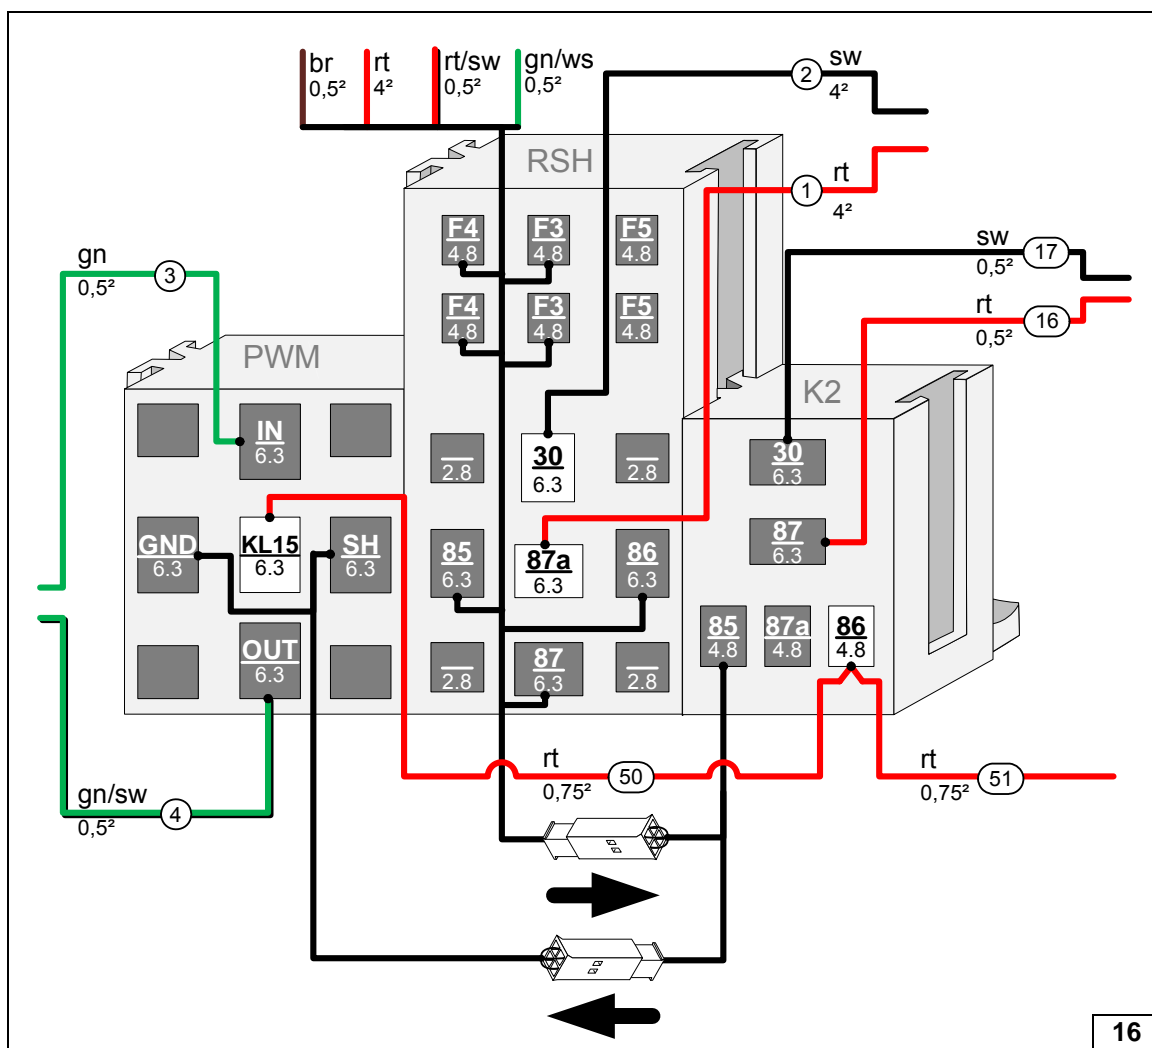 br
0,5²
rt
4²
rt/sw
0,5²
gn/ws
0,5²
2
sw
4²
RSH
1
rt
4²
F4
4.8
F3
4.8
F5
4.8
gn
0,5²
3
sw
0,5²
17
F4
4.8
F3
4.8
F5
4.8
rt
0,5²
16
PWM
K2
IN
6.3
2.8
30
6.3
2.8
30
6.3
GND
6.3
KL15
6.3
SH
6.3
85
6.3
87a
6.3
86
6.3
87
6.3
OUT
6.3
2.8
87
6.3
2.8
85
4.8
87a
4.8
86
4.8
rt
0,75²
50
rt
0,75²
51
gn/sw
0,5²
4
16